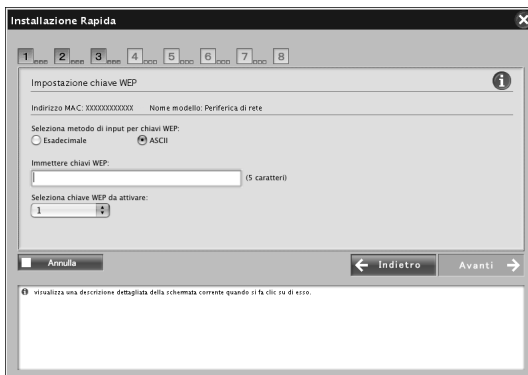 Installazione Rapida
1 2 3 4 5 6 7 8
Impostazione chiave WEP
Indirizzo MAC: XXXXXXXXXXXX Nome modello: Periferica di rete
Seleziona metodo di input per chiavi WEP:
Esadecimale ASCII
Immettere chiavi WEP:
(5 caratteri)
Seleziona chiave WEP da attivare:
1
Annulla Indietro Avanti
visualizza una descrizione dettagliata della schermata corrente quando si fa clic su di esso.